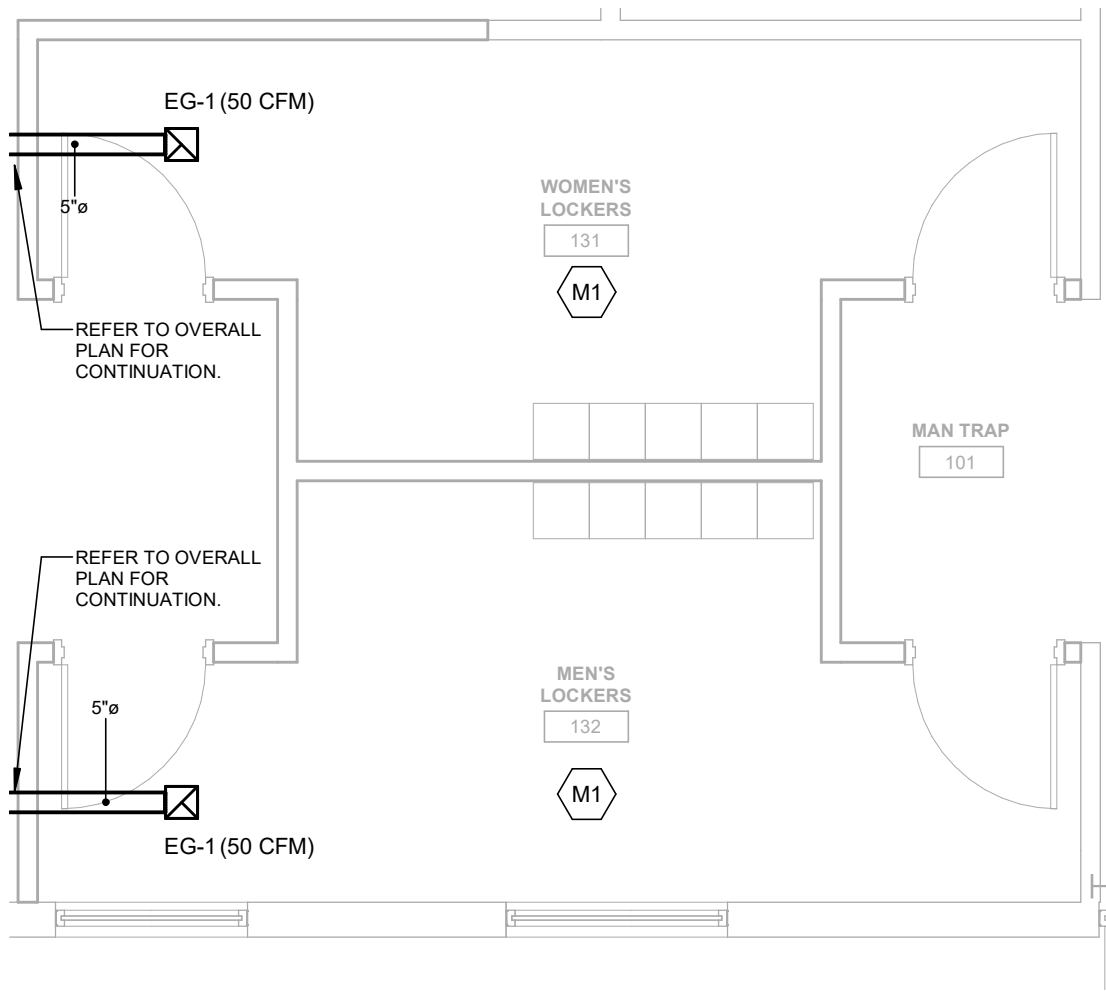 EG-1 (50 CFM)
5"ø
WOMEN'S
LOCKERS
131
M1
REFER TO OVERALL
PLAN FOR
CONTINUATION.
MAN TRAP
101
REFER TO OVERALL
PLAN FOR
CONTINUATION.
MEN'S
LOCKERS
132
5"ø
M1
EG-1 (50 CFM)